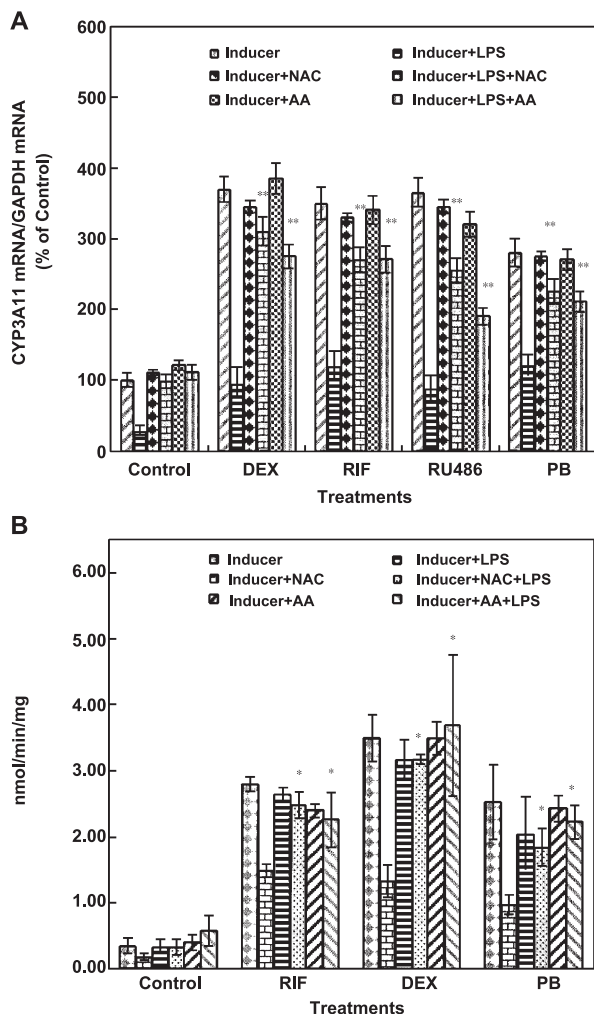 A
600
500
400
300
200
100
0
CYP3A11 mRNA/GAPDH mRNA
(% of Control)
Inducer
Inducer+LPS
Inducer+NAC
Inducer+LPS+NAC
Inducer+AA
Inducer+LPS+AA
** ** ** ** ** ** ** **
Control DEX RIF RU486 PB
Treatments
B
6.00
5.00
4.00
3.00
2.00
1.00
0.00
nmol/min/mg
Inducer
Inducer+LPS
Inducer+NAC
Inducer+NAC+LPS
Inducer+AA
Inducer+AA+LPS
* * * * * *
Control RIF DEX PB
Treatments